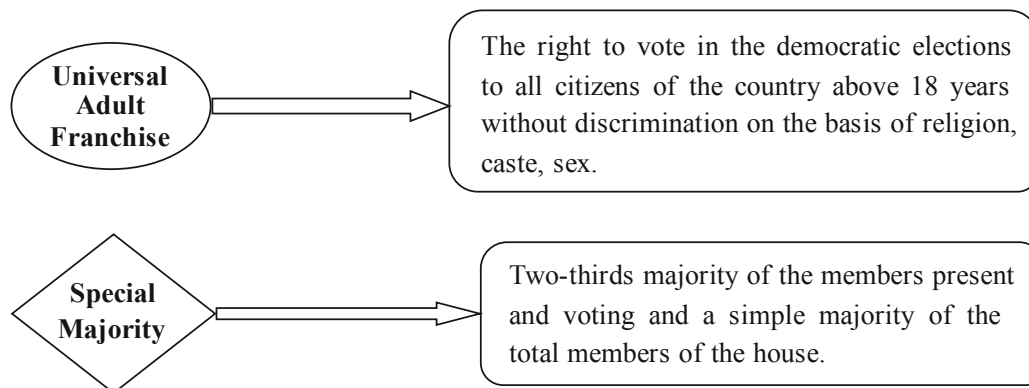 Universal
Adult
Franchise
The right to vote in the democratic elections
to all citizens of the country above 18 years
without discrimination on the basis of religion,
caste, sex.
Special
Majority
Two-thirds majority of the members present
and voting and a simple majority of the
total members of the house.